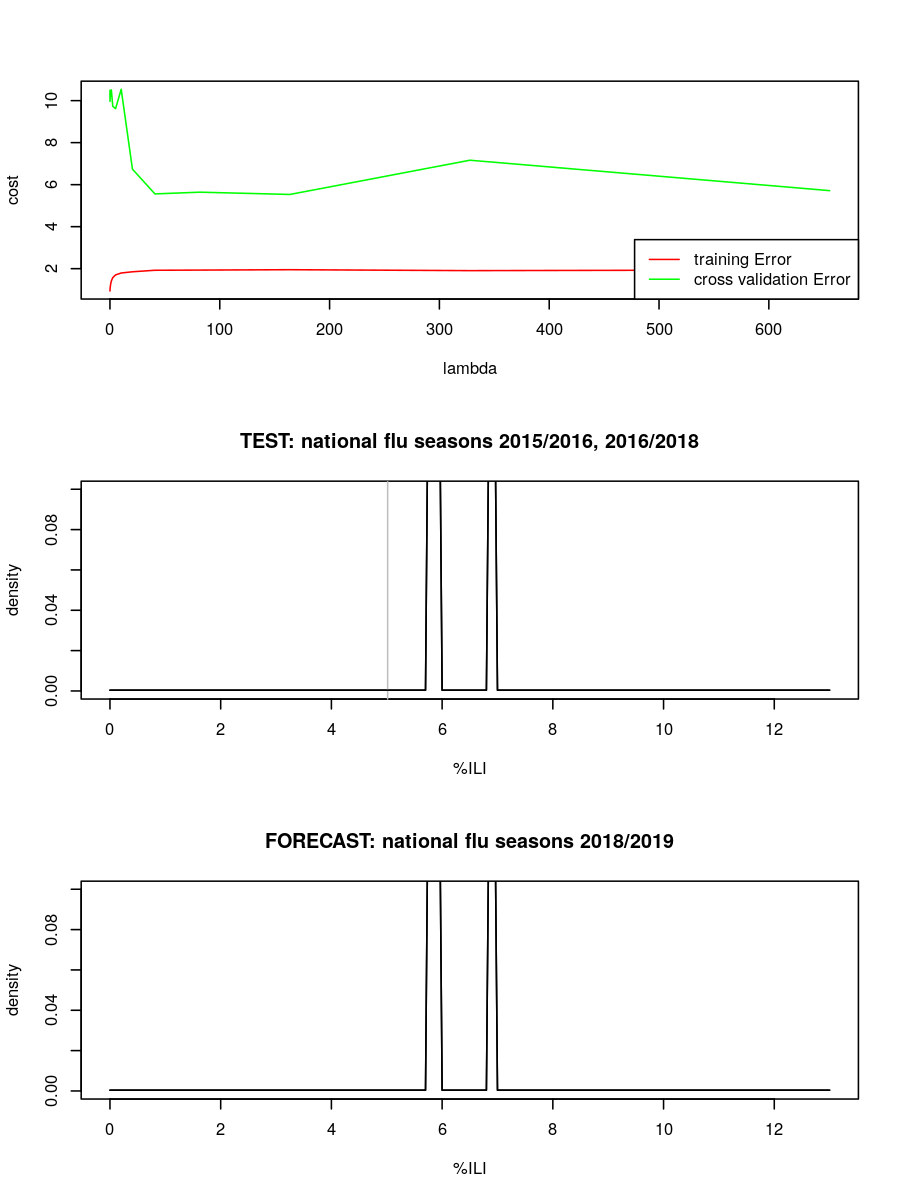 10
8
6
4
2
cost
training Error
cross validation Error
0 100 200 300 400 500 600
lambda
TEST: national flu seasons 2015/2016, 2016/2018
0.08
0.04
0.00
density
0 2 4 6 8 10 12
%ILI
FORECAST: national flu seasons 2018/2019
0.08
0.04
0.00
density
0 2 4 6 8 10 12
%ILI